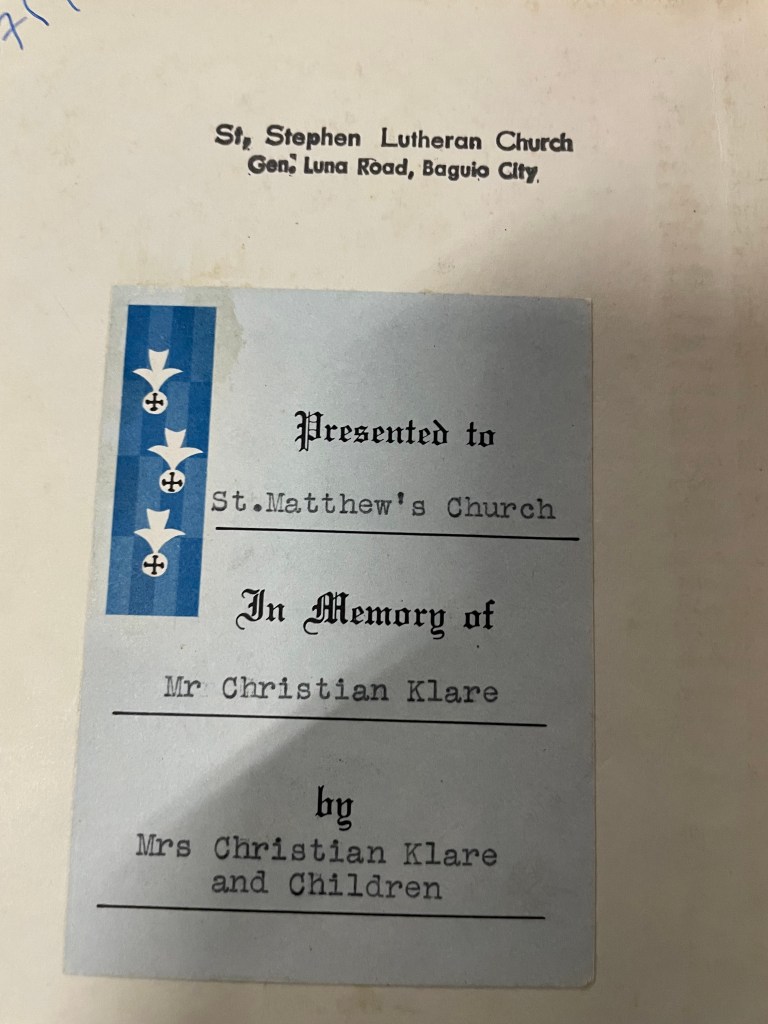 St. Stephen Lutheran Church
Gen. Luna Road, Baguio City.
Presented to
St.Matthew's Church
In Memory of
Mr Christian Klare
by
Mrs Christian Klare
and Children